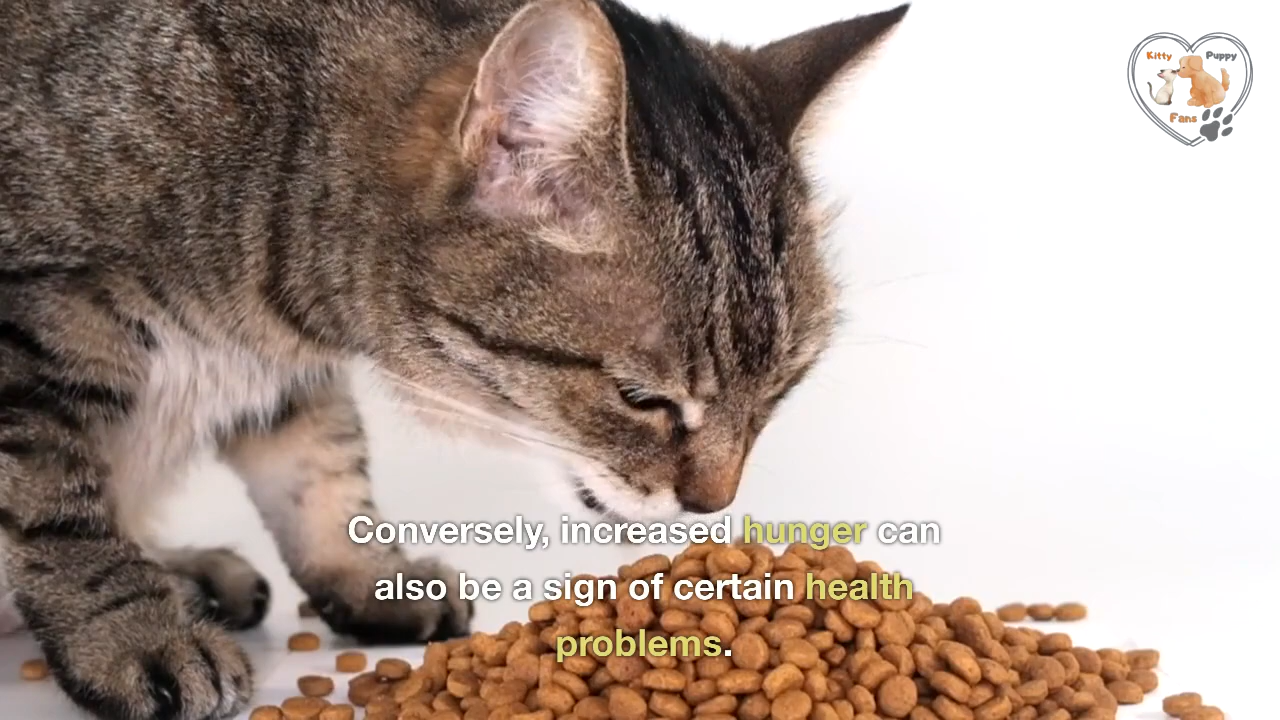 Kitty Puppy
Fans
Conversely, increased hunger can
also be a sign of certain health
problems.